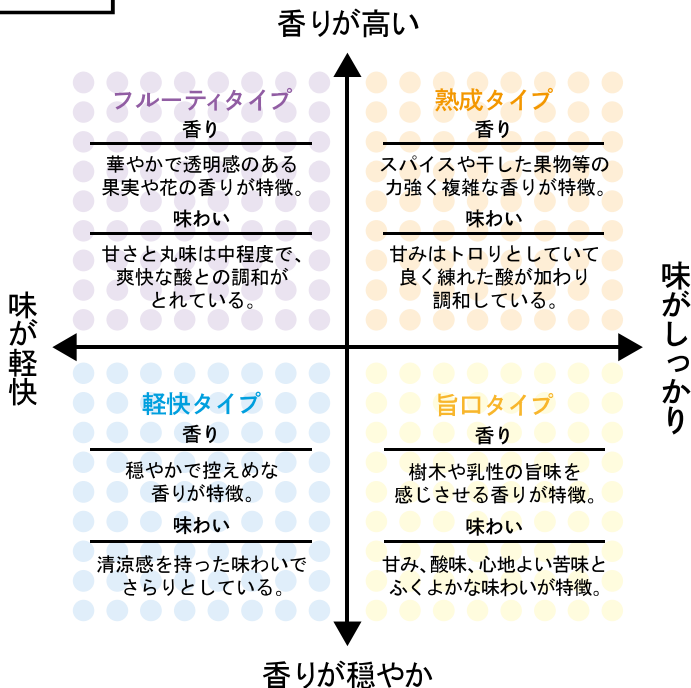 香りが高い
フルーティタイプ
香り
華やかで透明感のある
果実や花の香りが特徴。
味わい
甘さと丸味は中程度で、
爽快な酸との調和が
とれている。
熟成タイプ
香り
スパイスや干した果物等の
力強く複雑な香りが特徴。
味わい
甘みはトロりとしていて
良く練れた酸が加わり
調和している。
味が軽快
味がしっかり
軽快タイプ
香り
穏やかで控えめな
香りが特徴。
味わい
清涼感を持った味わいで
さらりとしている。
旨口タイプ
香り
樹木や乳性の旨味を
感じさせる香りが特徴。
味わい
甘み、酸味、心地よい苦味と
ふくよかな味わいが特徴。
香りが穏やか